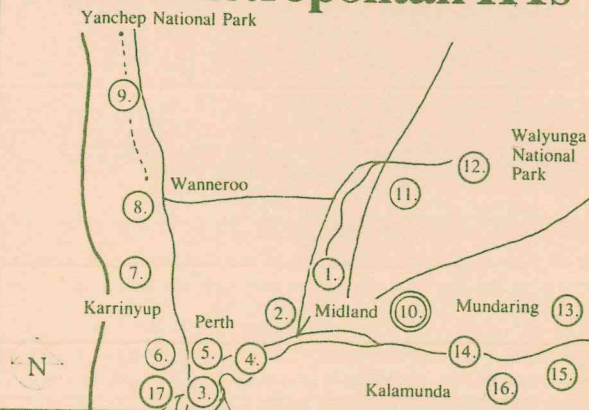 Yanchep National Park
9.
Walyunga
National
Park
12.
Wanneroo
11.
8.
1.
7.
Karrinyup
2.
Midland
10.
Mundaring
13.
Perth
6.
5.
4.
14.
N
15.
17
3.
Kalamunda
16.